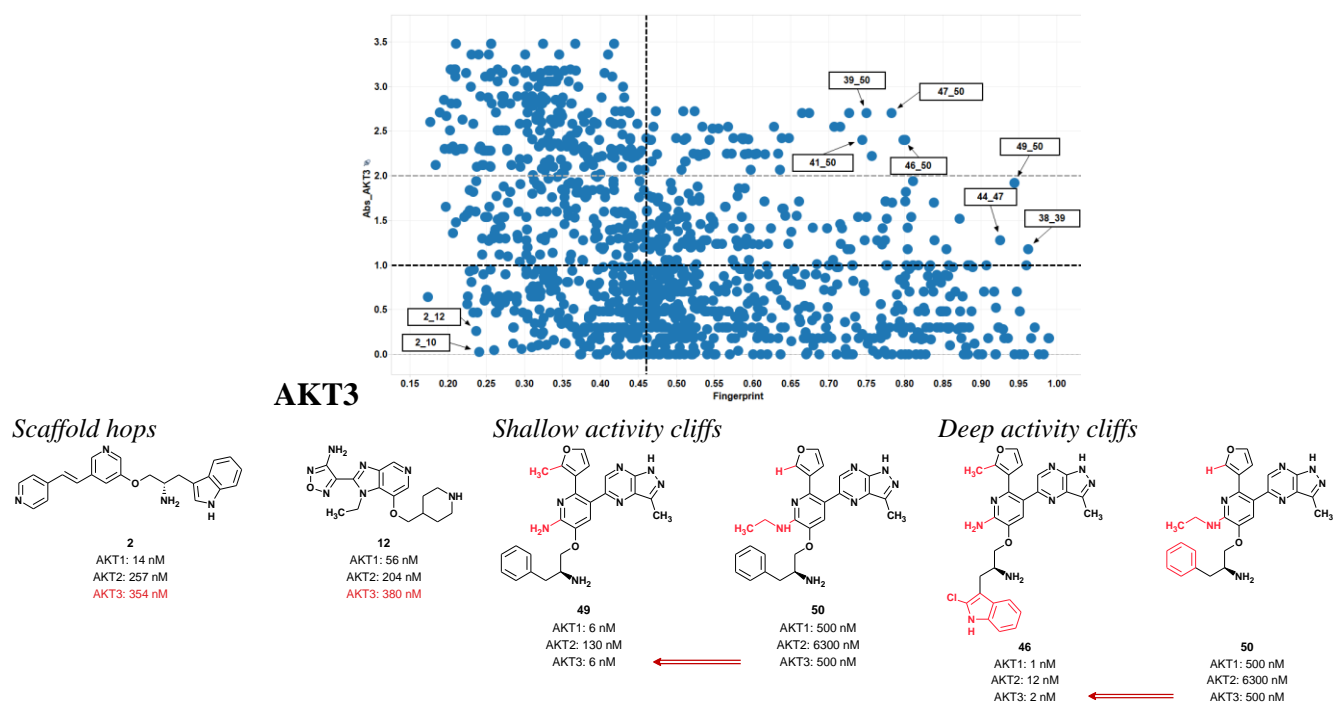 3.5
3.0
2.5
2.0
1.5
1.0
0.5
0.0
Abs_AKT3
39_50
47_50
41_50
46_50
49_50
44_47
38_39
2_12
2_10
0.15 0.20 0.25 0.30 0.35 0.40 0.45 0.50 0.55 0.60 0.65 0.70 0.75 0.80 0.85 0.90 0.95 1.00
Fingerprint
AKT3
Scaffold hops
Shallow activity cliffs
Deep activity cliffs
N
N
O
NH2
N
H
2
AKT1: 14 nM
AKT2: 257 nM
AKT3: 354 nM
NH2
N
O
N
N
N
N
H3C
O
NH
12
AKT1: 56 nM
AKT2: 204 nM
AKT3: 380 nM
O
H3C
N
N
H
N
N
CH3
N
NH2
O
NH2
49
AKT1: 6 nM
AKT2: 130 nM
AKT3: 6 nM
O
H
N
N
H
N
N
CH3
N
H3C
NH
O
NH2
50
AKT1: 500 nM
AKT2: 6300 nM
AKT3: 500 nM
O
H3C
N
N
H
N
N
CH3
N
NH2
O
NH2
Cl
N
H
46
AKT1: 1 nM
AKT2: 12 nM
AKT3: 2 nM
O
H
N
N
H
N
N
CH3
N
H3C
NH
O
NH2
50
AKT1: 500 nM
AKT2: 6300 nM
AKT3: 500 nM